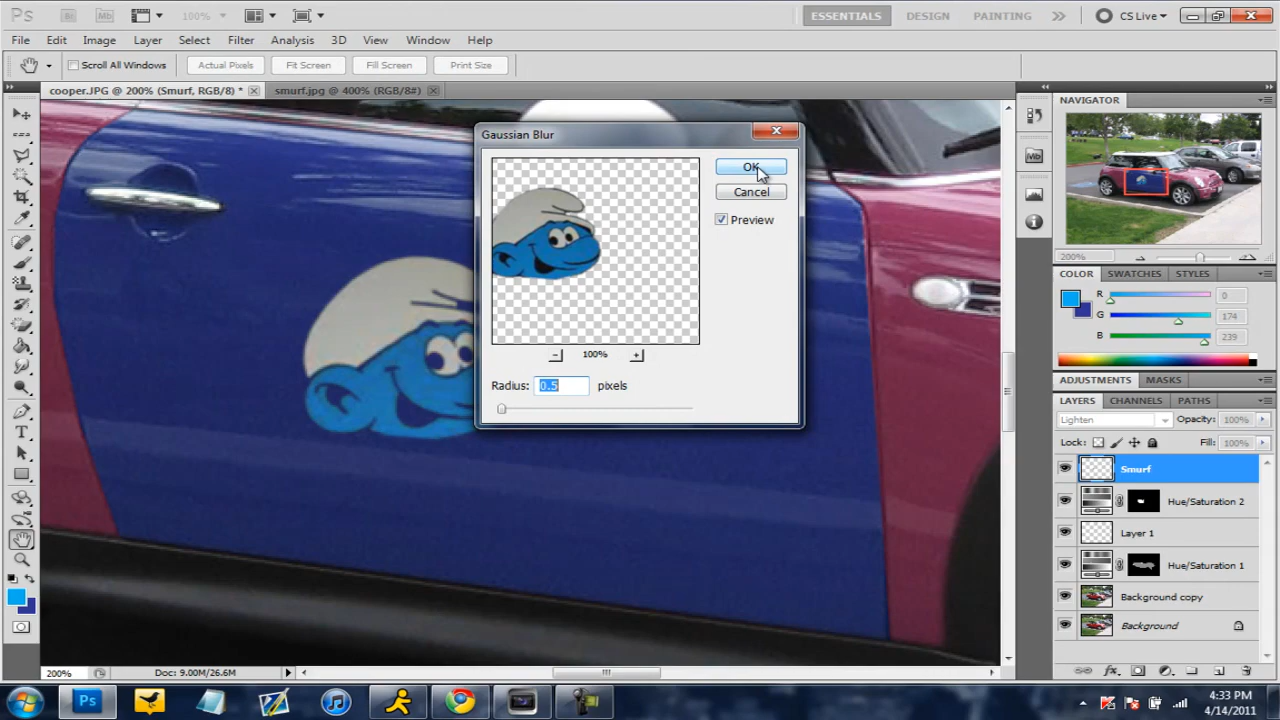 Ps Br Mb 100% ESSENTIALS DESIGN PAINTING CS Live
File Edit Image Layer Select Filter Analysis 3D View Window Help
Scroll All Windows Actual Pixels Fit Screen Fill Screen Print Size
cooper.JPG @ 200% (Smurf, RGB/8) * smurf.jpg @ 400% (RGB/8#)
NAVIGATOR
Gaussian Blur
OK
Cancel
Preview
100%
Radius: 0.5 pixels
200%
COLOR SWATCHES STYLES
R 0
G 174
B 239
ADJUSTMENTS MASKS
LAYERS CHANNELS PATHS
Lighten Opacity: 100%
Lock: Fill: 100%
Smurf
Hue/Saturation 2
Layer 1
Hue/Saturation 1
Background copy
Background
fx
200% Doc: 9.00M/26.6M
Ps
4:33 PM
4/14/2011